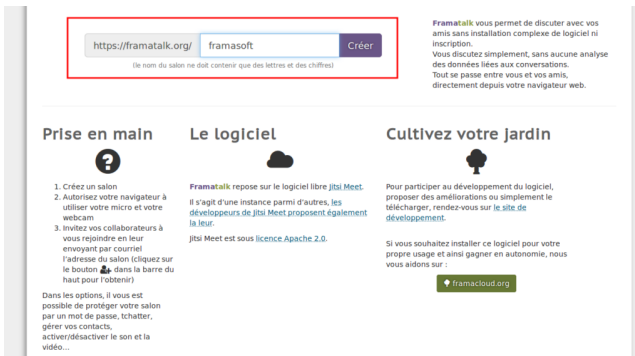 https://framatalk.org/ framasoft Créer
(le nom du salon ne doit contenir que des lettres et des chiffres)
Framatalk vous permet de discuter avec vos
amis sans installation complexe de logiciel ni
inscription.
Vous discutez simplement, sans aucune analyse
des données liées aux conversations.
Tout se passe entre vous et vos amis,
directement depuis votre navigateur web.
Prise en main
1. Créez un salon
2. Autorisez votre navigateur à
utiliser votre micro et votre
webcam
3. Invitez vos collaborateurs à
vous rejoindre en leur
envoyant par courriel
l'adresse du salon (cliquez sur
le bouton dans la barre du
haut pour l'obtenir)
Dans les options, il vous est
possible de protéger votre salon
par un mot de passe, tchatter,
gérer vos contacts,
activer/désactiver le son et la
vidéo…
Le logiciel
Framatalk repose sur le logiciel libre Jitsi Meet.
Il s'agit d'une instance parmi d'autres, les
développeurs de Jitsi Meet proposent également
la leur.
Jitsi Meet est sous licence Apache 2.0.
Cultivez votre jardin
Pour participer au développement du logiciel,
proposer des améliorations ou simplement le
télécharger, rendez-vous sur le site de
développement.
Si vous souhaitez installer ce logiciel pour votre
propre usage et ainsi gagner en autonomie, nous
vous aidons sur :
framacloud.org